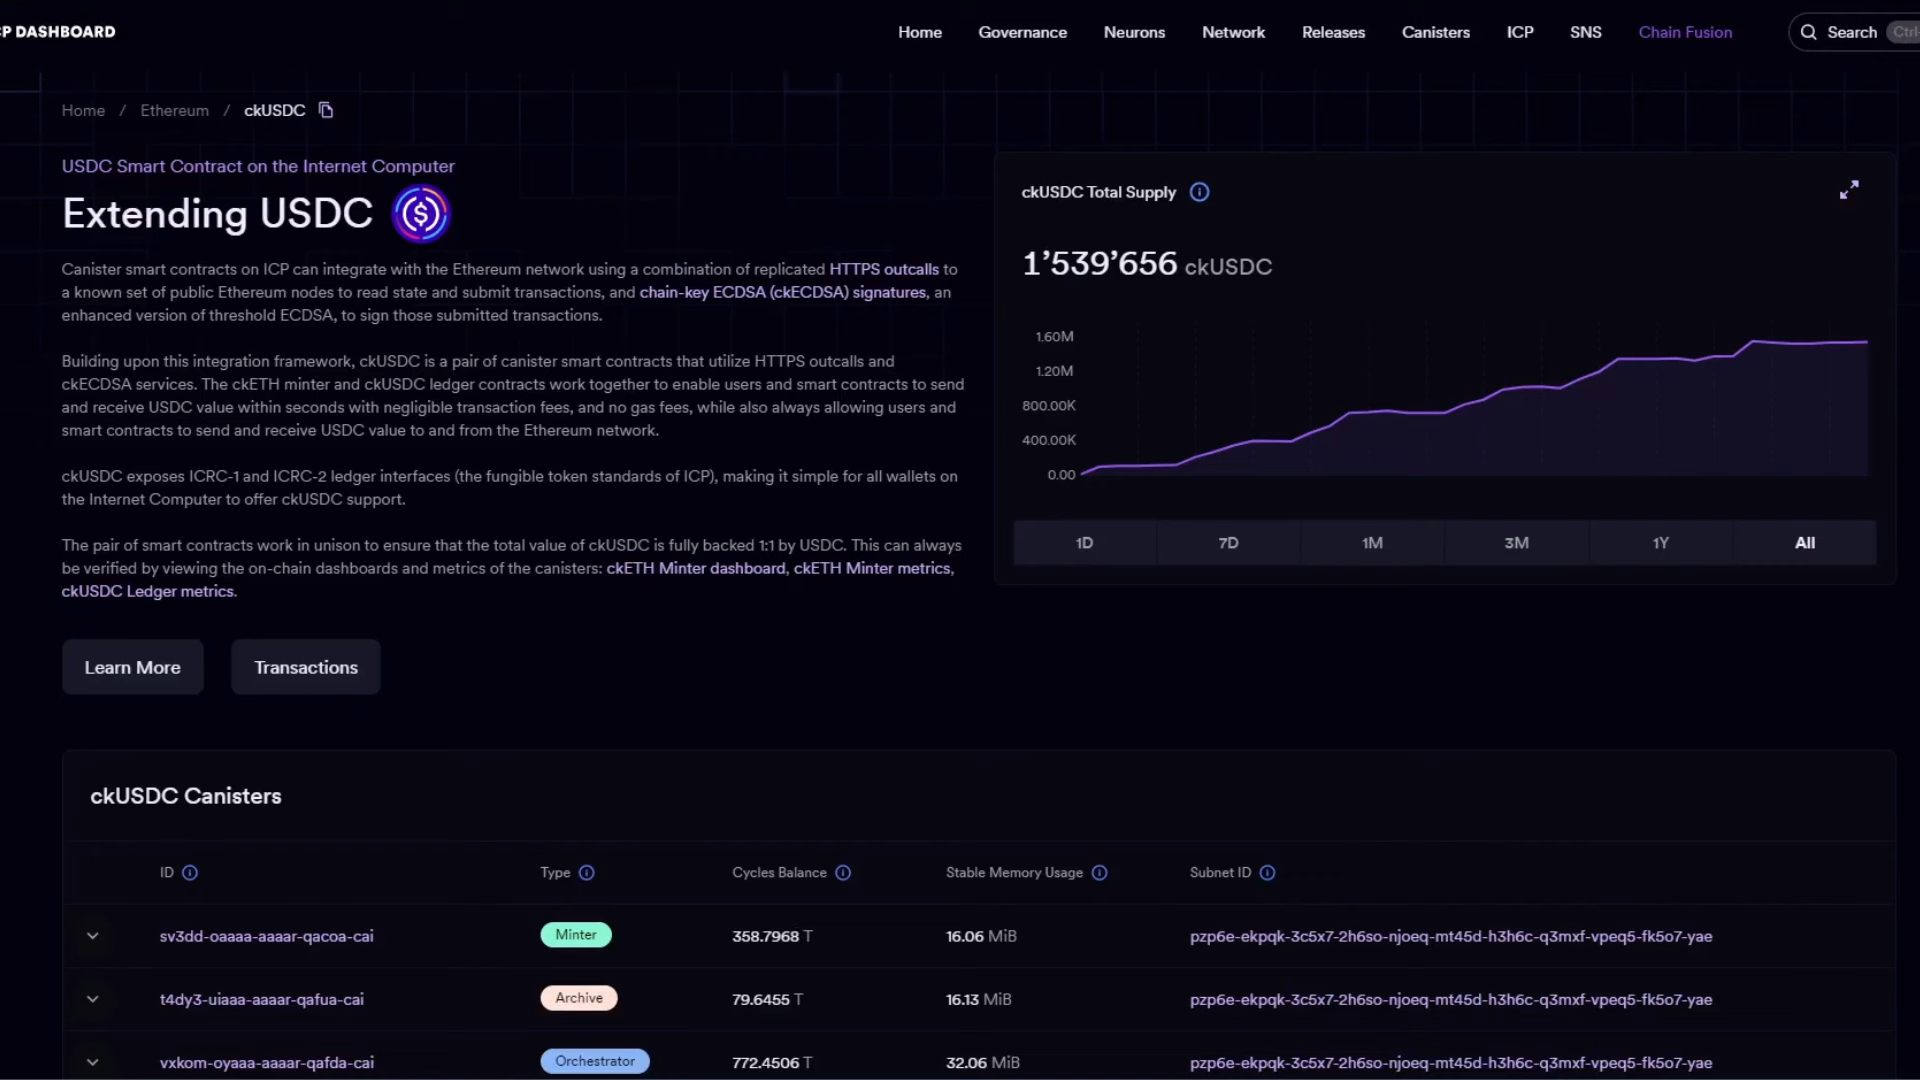 P DASHBOARD
Home Governance Neurons Network Releases Canisters ICP SNS Chain Fusion Search Ctrl
Home / Ethereum / ckUSDC
USDC Smart Contract on the Internet Computer
Extending USDC
Canister smart contracts on ICP can integrate with the Ethereum network using a combination of replicated HTTPS outcalls to
a known set of public Ethereum nodes to read state and submit transactions, and chain-key ECDSA (ckECDSA) signatures, an
enhanced version of threshold ECDSA, to sign those submitted transactions.
Building upon this integration framework, ckUSDC is a pair of canister smart contracts that utilize HTTPS outcalls and
ckECDSA services. The ckETH minter and ckUSDC ledger contracts work together to enable users and smart contracts to send
and receive USDC value within seconds with negligible transaction fees, and no gas fees, while also always allowing users and
smart contracts to send and receive USDC value to and from the Ethereum network.
ckUSDC exposes ICRC-1 and ICRC-2 ledger interfaces (the fungible token standards of ICP), making it simple for all wallets on
the Internet Computer to offer ckUSDC support.
The pair of smart contracts work in unison to ensure that the total value of ckUSDC is fully backed 1:1 by USDC. This can always
be verified by viewing the on-chain dashboards and metrics of the canisters: ckETH Minter dashboard, ckETH Minter metrics,
ckUSDC Ledger metrics.
Learn More Transactions
ckUSDC Total Supply
1’539’656 ckUSDC
1.60M
1.20M
800.00K
400.00K
0.00
1D 7D 1M 3M 1Y All
ckUSDC Canisters
ID Type Cycles Balance Stable Memory Usage Subnet ID
sv3dd-oaaaa-aaaar-qacoa-cai Minter 358.7968 T 16.06 MiB pzp6e-ekpqk-3c5x7-2h6so-njoeq-mt45d-h3h6c-q3mxf-vpeq5-fk5o7-yae
t4dy3-uiaaa-aaaar-qafua-cai Archive 79.6455 T 16.13 MiB pzp6e-ekpqk-3c5x7-2h6so-njoeq-mt45d-h3h6c-q3mxf-vpeq5-fk5o7-yae
vxkom-oyaaa-aaaar-qafda-cai Orchestrator 772.4506 T 32.06 MiB pzp6e-ekpqk-3c5x7-2h6so-njoeq-mt45d-h3h6c-q3mxf-vpeq5-fk5o7-yae